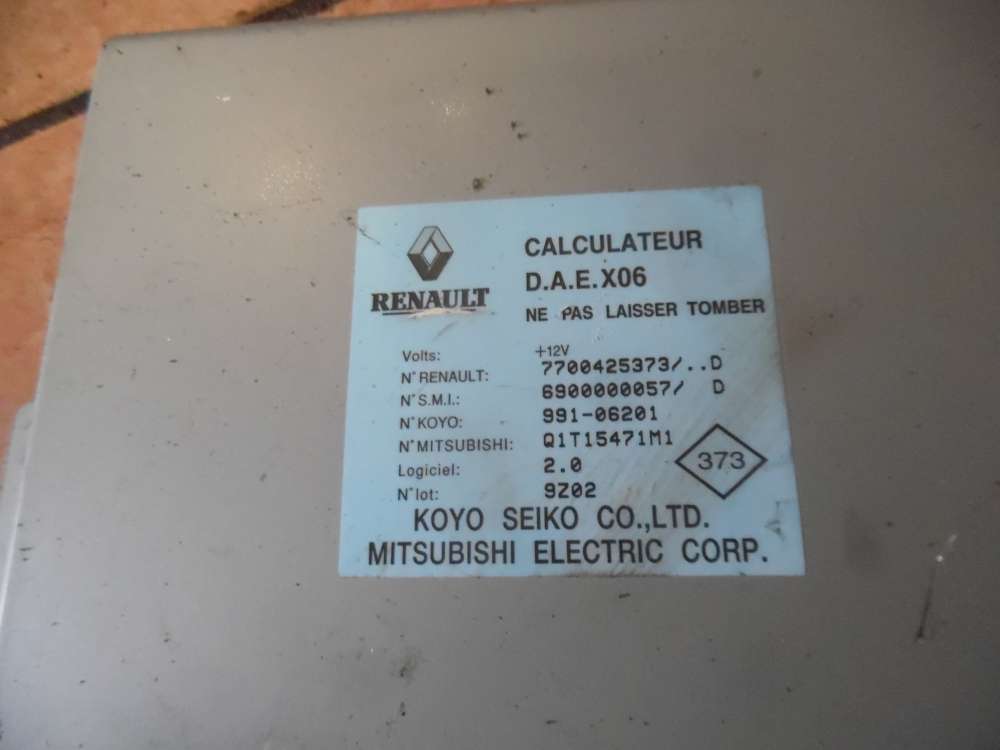 RENAULT
CALCULATEUR
D.A.E.X06
NE PAS LAISSER TOMBER
Volts: +12V
N° RENAULT: 7700425373/..D
N° S.M.I.: 6900000057/ D
N° KOYO: 991-06201
N° MITSUBISHI: Q1T15471M1
Logiciel: 2.0
N° lot: 9Z02
373
KOYO SEIKO CO.,LTD.
MITSUBISHI ELECTRIC CORP.